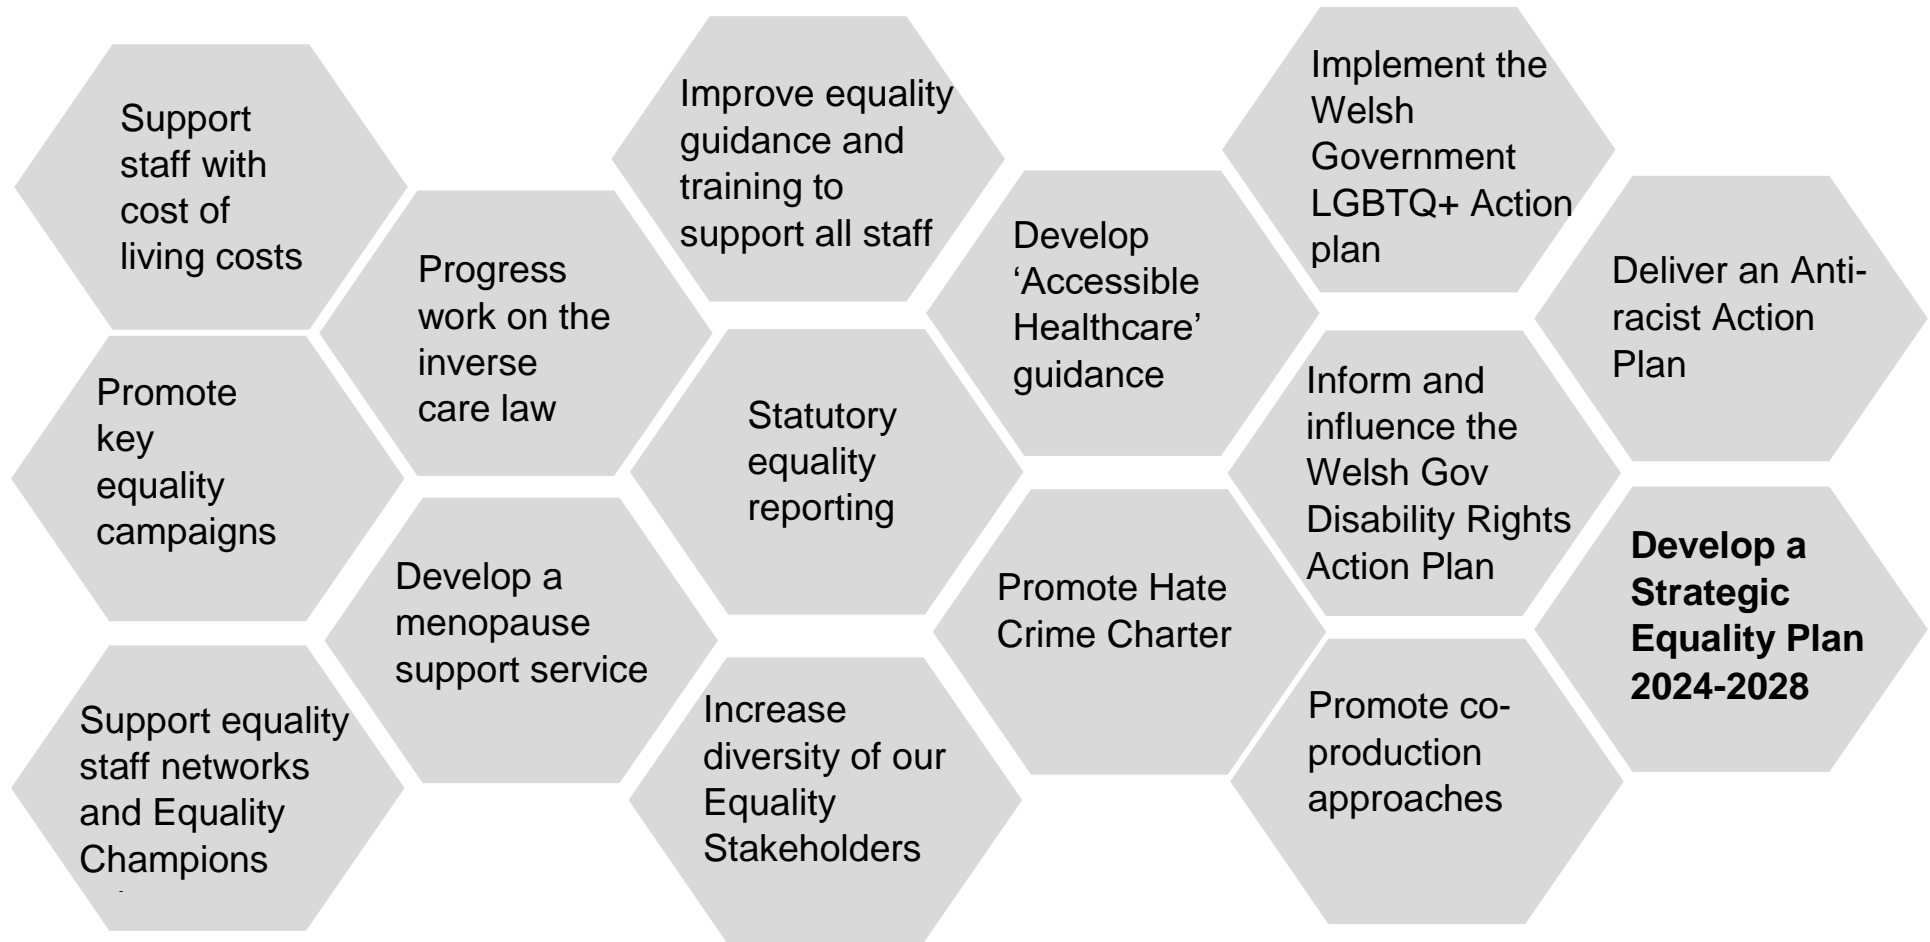 Support
staff with
cost of
living costs
Promote
key
equality
campaigns
Support equality
staff networks
and Equality
Champions
Progress
work on the
inverse
care law
Develop a
menopause
support service
Improve equality
guidance and
training to
support all staff
Statutory
equality
reporting
Increase
diversity of our
Equality
Stakeholders
Develop
‘Accessible
Healthcare’
guidance
Promote Hate
Crime Charter
Implement the
Welsh
Government
LGBTQ+ Action
plan
Inform and
influence the
Welsh Gov
Disability Rights
Action Plan
Promote co-
production
approaches
Deliver an Anti-
racist Action
Plan
Develop a
Strategic
Equality Plan
2024-2028